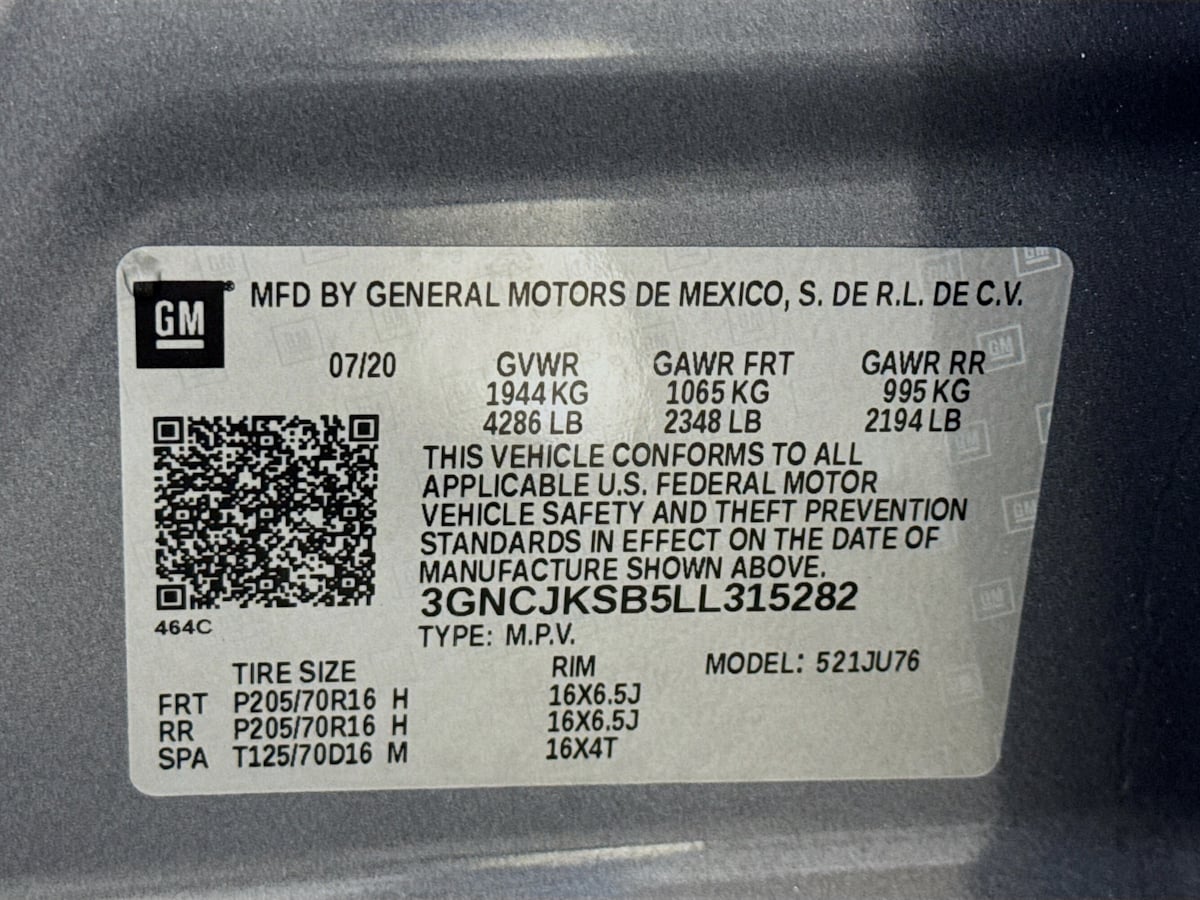 GM® MFD BY GENERAL MOTORS DE MEXICO, S. DE R.L. DE C.V.
07/20 GVWR GAWR FRT GAWR RR
1944 KG 1065 KG 995 KG
4286 LB 2348 LB 2194 LB
THIS VEHICLE CONFORMS TO ALL
APPLICABLE U.S. FEDERAL MOTOR
VEHICLE SAFETY AND THEFT PREVENTION
STANDARDS IN EFFECT ON THE DATE OF
MANUFACTURE SHOWN ABOVE.
3GNCJKSB5LL315282
464C
TYPE: M.P.V.
TIRE SIZE RIM MODEL: 521JU76
FRT P205/70R16 H 16X6.5J
RR P205/70R16 H 16X6.5J
SPA T125/70D16 M 16X4T